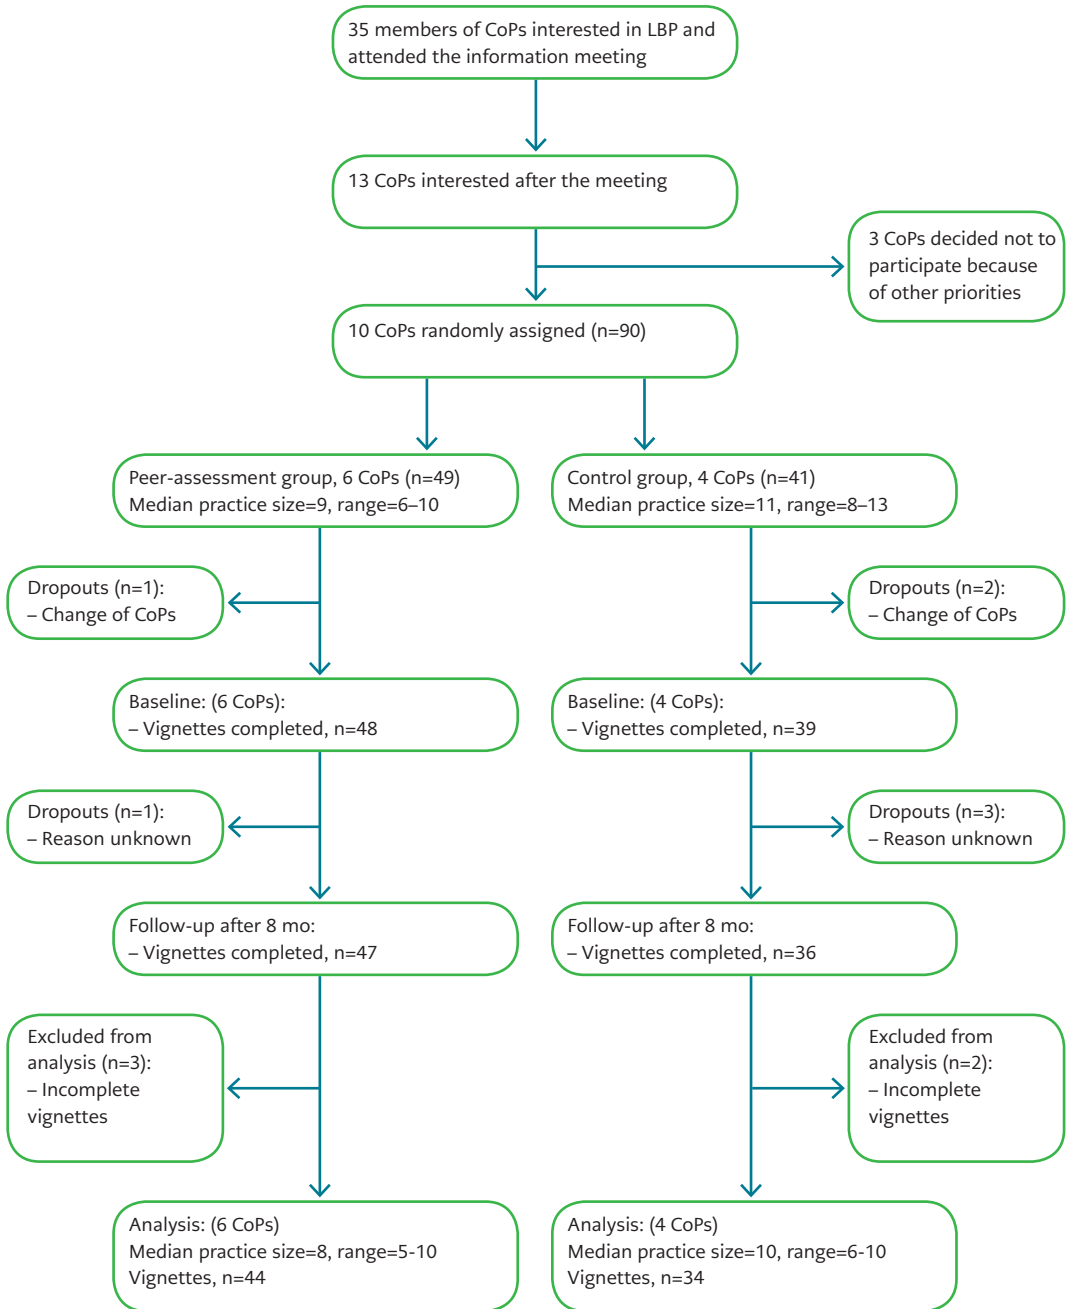 35 members of CoPs interested in LBP and
attended the information meeting
13 CoPs interested after the meeting
3 CoPs decided not to
participate because
of other priorities
10 CoPs randomly assigned (n=90)
Peer-assessment group, 6 CoPs (n=49)
Median practice size=9, range=6–10
Control group, 4 CoPs (n=41)
Median practice size=11, range=8–13
Dropouts (n=1):
– Change of CoPs
Dropouts (n=2):
– Change of CoPs
Baseline: (6 CoPs):
– Vignettes completed, n=48
Baseline: (4 CoPs):
– Vignettes completed, n=39
Dropouts (n=1):
– Reason unknown
Dropouts (n=3):
– Reason unknown
Follow-up after 8 mo:
– Vignettes completed, n=47
Follow-up after 8 mo:
– Vignettes completed, n=36
Excluded from
analysis (n=3):
– Incomplete
vignettes
Excluded from
analysis (n=2):
– Incomplete
vignettes
Analysis: (6 CoPs)
Median practice size=8, range=5-10
Vignettes, n=44
Analysis: (4 CoPs)
Median practice size=10, range=6-10
Vignettes, n=34